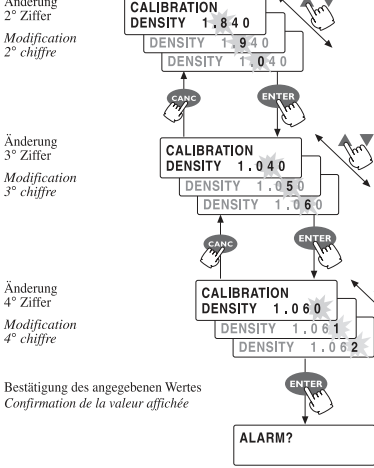 Änderung
2° Ziffer
Modification
2° chiffre
CALIBRATION
DENSITY 1.840
DENSITY 1.940
DENSITY 1.040
CANC
ENTER
Änderung
3° Ziffer
Modification
3° chiffre
CALIBRATION
DENSITY 1.040
DENSITY 1.050
DENSITY 1.060
CANC
ENTER
Änderung
4° Ziffer
Modification
4° chiffre
CALIBRATION
DENSITY 1.060
DENSITY 1.061
DENSITY 1.062
Bestätigung des angegebenen Wertes
Confirmation de la valeur affichée
ENTER
ALARM?